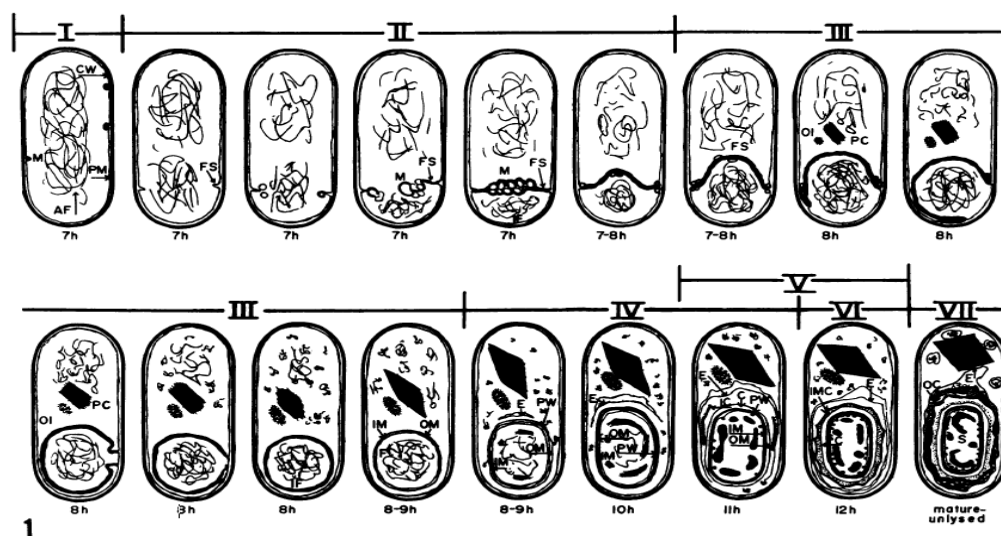 I II III
CW
M
PM
AF
FS
M FS
M FS
FS
OI PC
7h 7h 7h 7h 7h 7-8h 7-8h 8h 8h
V
III IV VI VII
PC
OI
IM OM
E PW
OM
IM
E
OM
PW
IM
E
IC E PW
IM
OM
IMC E
OC E
S
8h 8h 8h 8-9h 8-9h 10h 11h 12h mature-
unlysed
1